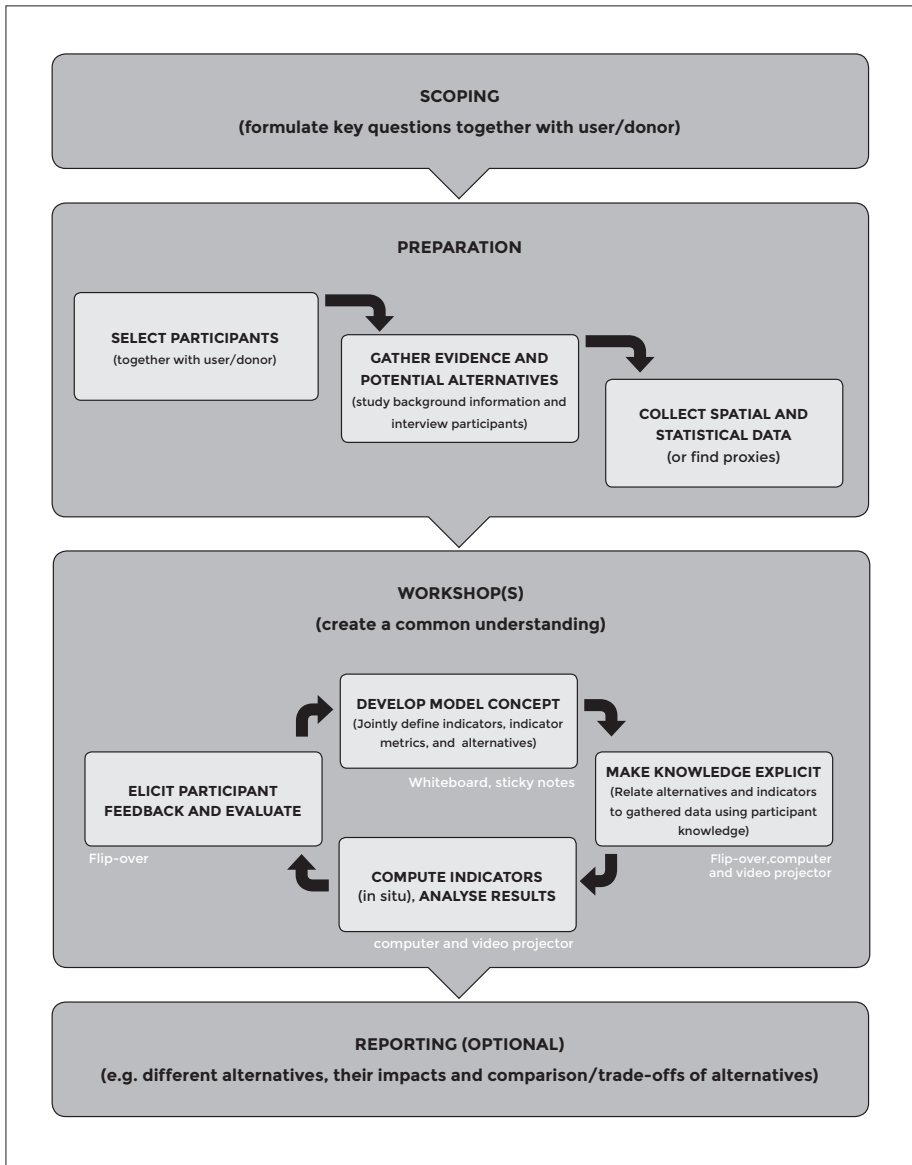 SCOPING
(formulate key questions together with user/donor)
PREPARATION
SELECT PARTICIPANTS
(together with user/donor)
GATHER EVIDENCE AND
POTENTIAL ALTERNATIVES
(study background information and
interview participants)
COLLECT SPATIAL AND
STATISTICAL DATA
(or find proxies)
WORKSHOP(S)
(create a common understanding)
DEVELOP MODEL CONCEPT
(Jointly define indicators, indicator
metrics, and alternatives)
Whiteboard, sticky notes
MAKE KNOWLEDGE EXPLICIT
(Relate alternatives and indicators
to gathered data using participant
knowledge)
Flip-over,computer
and video projector
COMPUTE INDICATORS
(in situ), ANALYSE RESULTS
computer and video projector
ELICIT PARTICIPANT
FEEDBACK AND EVALUATE
Flip-over
REPORTING (OPTIONAL)
(e.g. different alternatives, their impacts and comparison/trade-offs of alternatives)